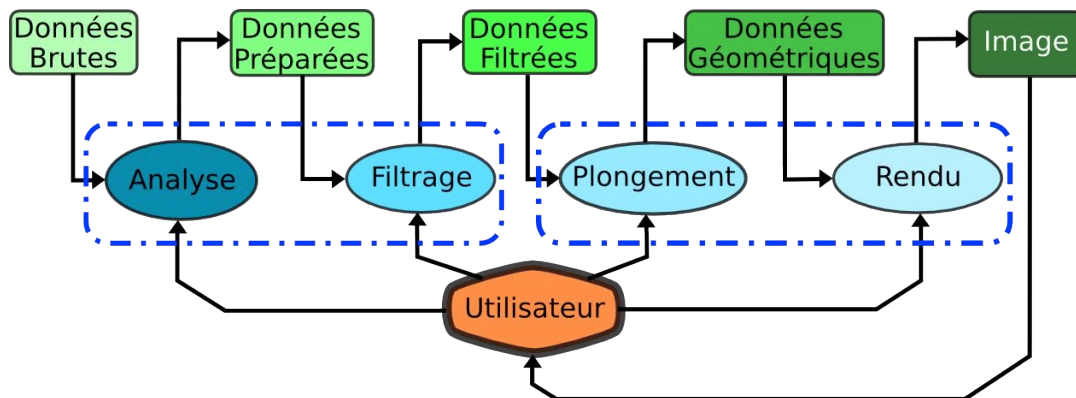 Données
Brutes
Données
Préparées
Données
Filtrées
Données
Géométriques
Image
Analyse
Filtrage
Plongement
Rendu
Utilisateur